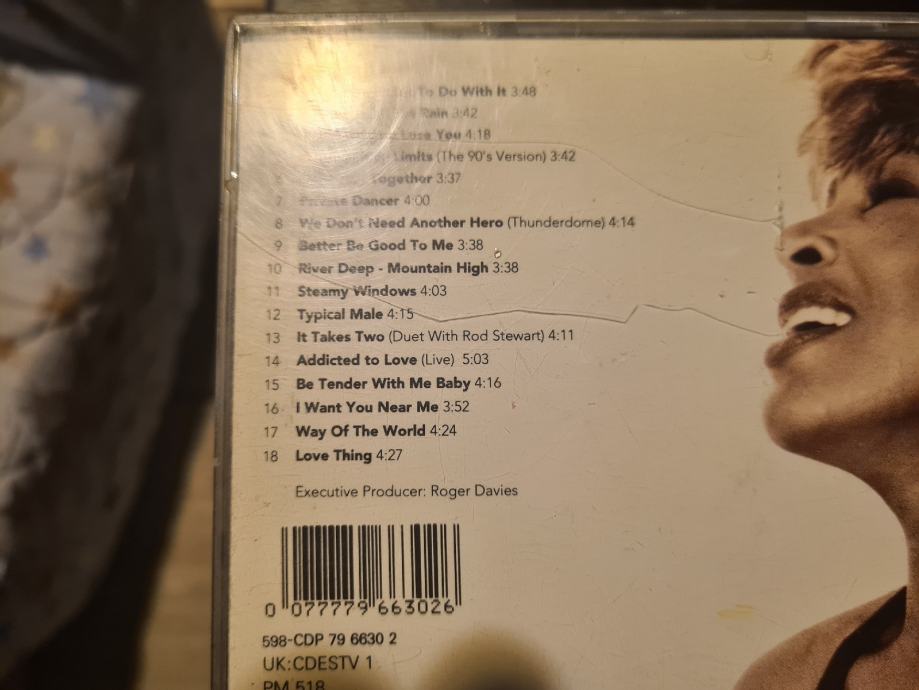 To Do With It 3:48
Rain 3:42
Lose You 4:18
Limits (The 90's Version) 3:42
Together 3:37
7 Private Dancer 4:00
8 We Don't Need Another Hero (Thunderdome) 4:14
9 Better Be Good To Me 3:38
10 River Deep - Mountain High 3:38
11 Steamy Windows 4:03
12 Typical Male 4:15
13 It Takes Two (Duet With Rod Stewart) 4:11
14 Addicted to Love (Live) 5:03
15 Be Tender With Me Baby 4:16
16 I Want You Near Me 3:52
17 Way Of The World 4:24
18 Love Thing 4:27
Executive Producer: Roger Davies
0 077779 663026
598-CDP 79 6630 2
UK:CDESTV 1
PM 518